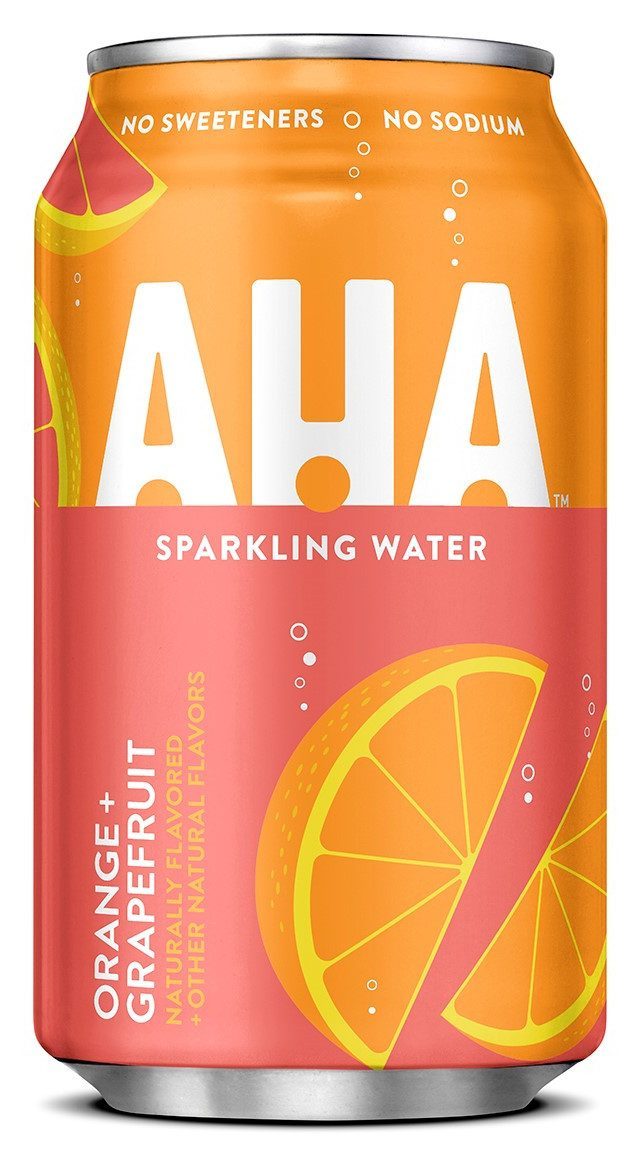 NO SWEETENERS O NO SODIUM
AHA
TM
SPARKLING WATER
ORANGE +
GRAPEFRUIT
NATURALLY FLAVORED
+ OTHER NATURAL FLAVORS